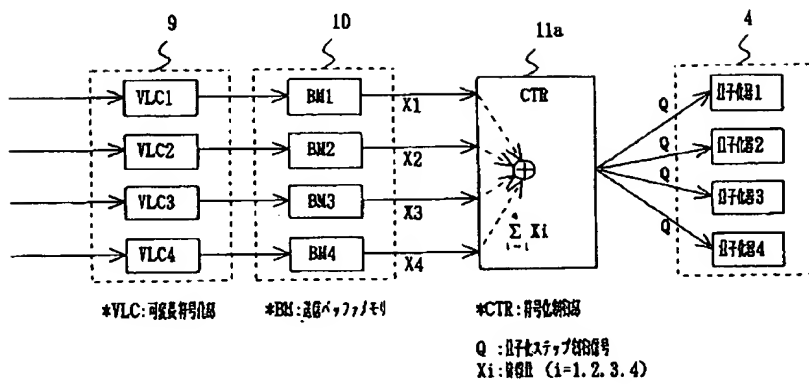 9
10
11a
4
VLC1
VLC2
VLC3
VLC4
BM1
BM2
BM3
BM4
X1
X2
X3
X4
CTR
4
Σ Xi
i=1
Q
Q
Q
Q
量子化器1
量子化器2
量子化器3
量子化器4
*VLC:可変長符号化部
*BM:送信バッファメモリ
*CTR:符号化制御部
Q :量子化ステップ制御信号
Xi: (i=1.2.3.4)